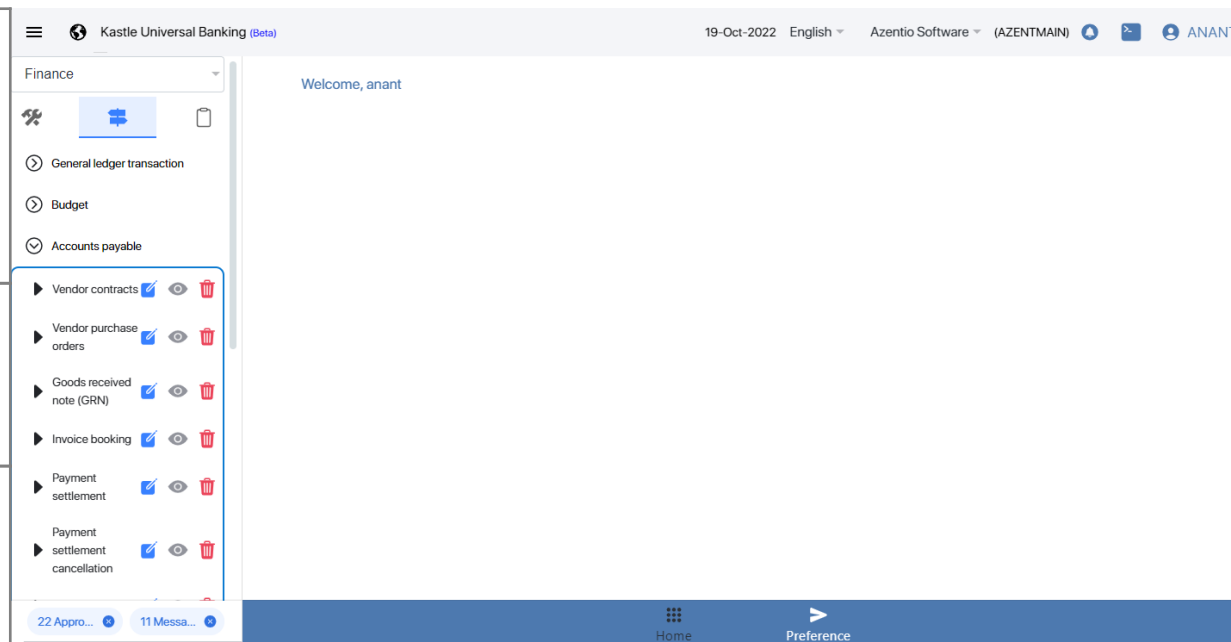 Kastle Universal Banking (Beta)
19-Oct-2022 English Azentio Software (AZENTMAIN) ANANT
Finance
Welcome, anant
General ledger transaction
Budget
Accounts payable
Vendor contracts
Vendor purchase
orders
Goods received
note (GRN)
Invoice booking
Payment
settlement
Payment
settlement
cancellation
22 Appro... 11 Messa...
Home Preference